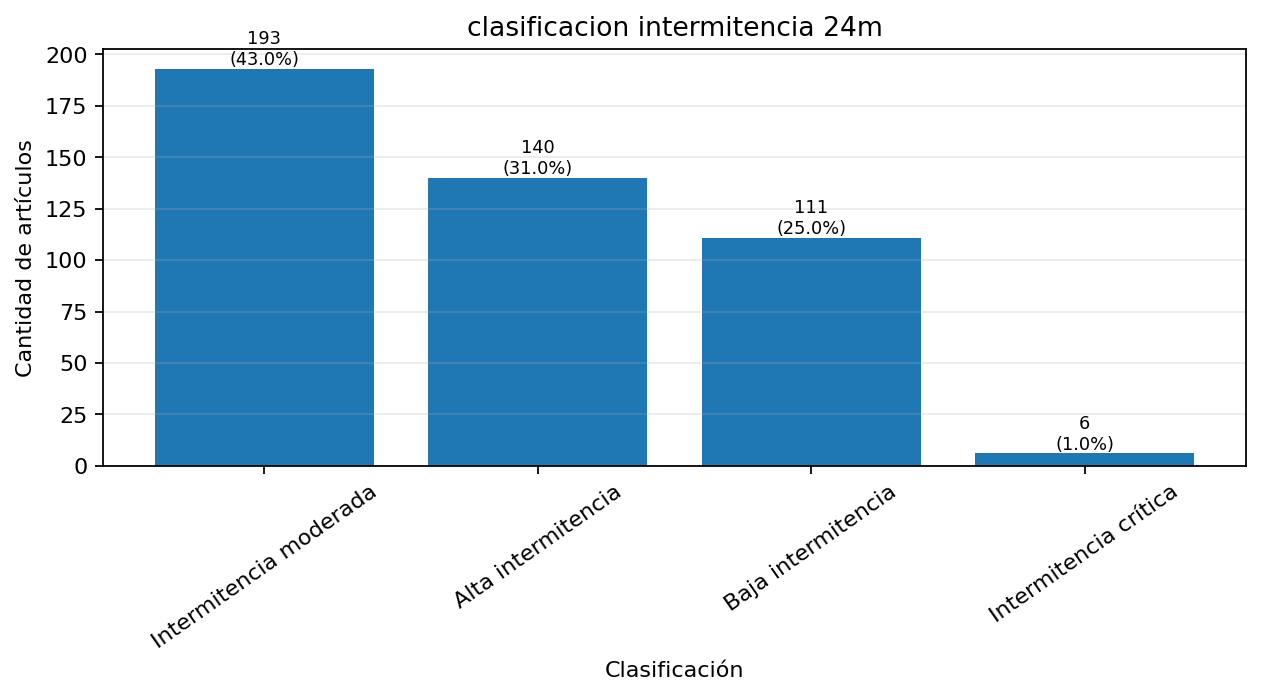 clasificacion intermitencia 24m
193
(43.0%)
140
(31.0%)
111
(25.0%)
6
(1.0%)
Cantidad de artículos
200
175
150
125
100
75
50
25
0
Intermitencia moderada
Alta intermitencia
Baja intermitencia
Intermitencia crítica
Clasificación